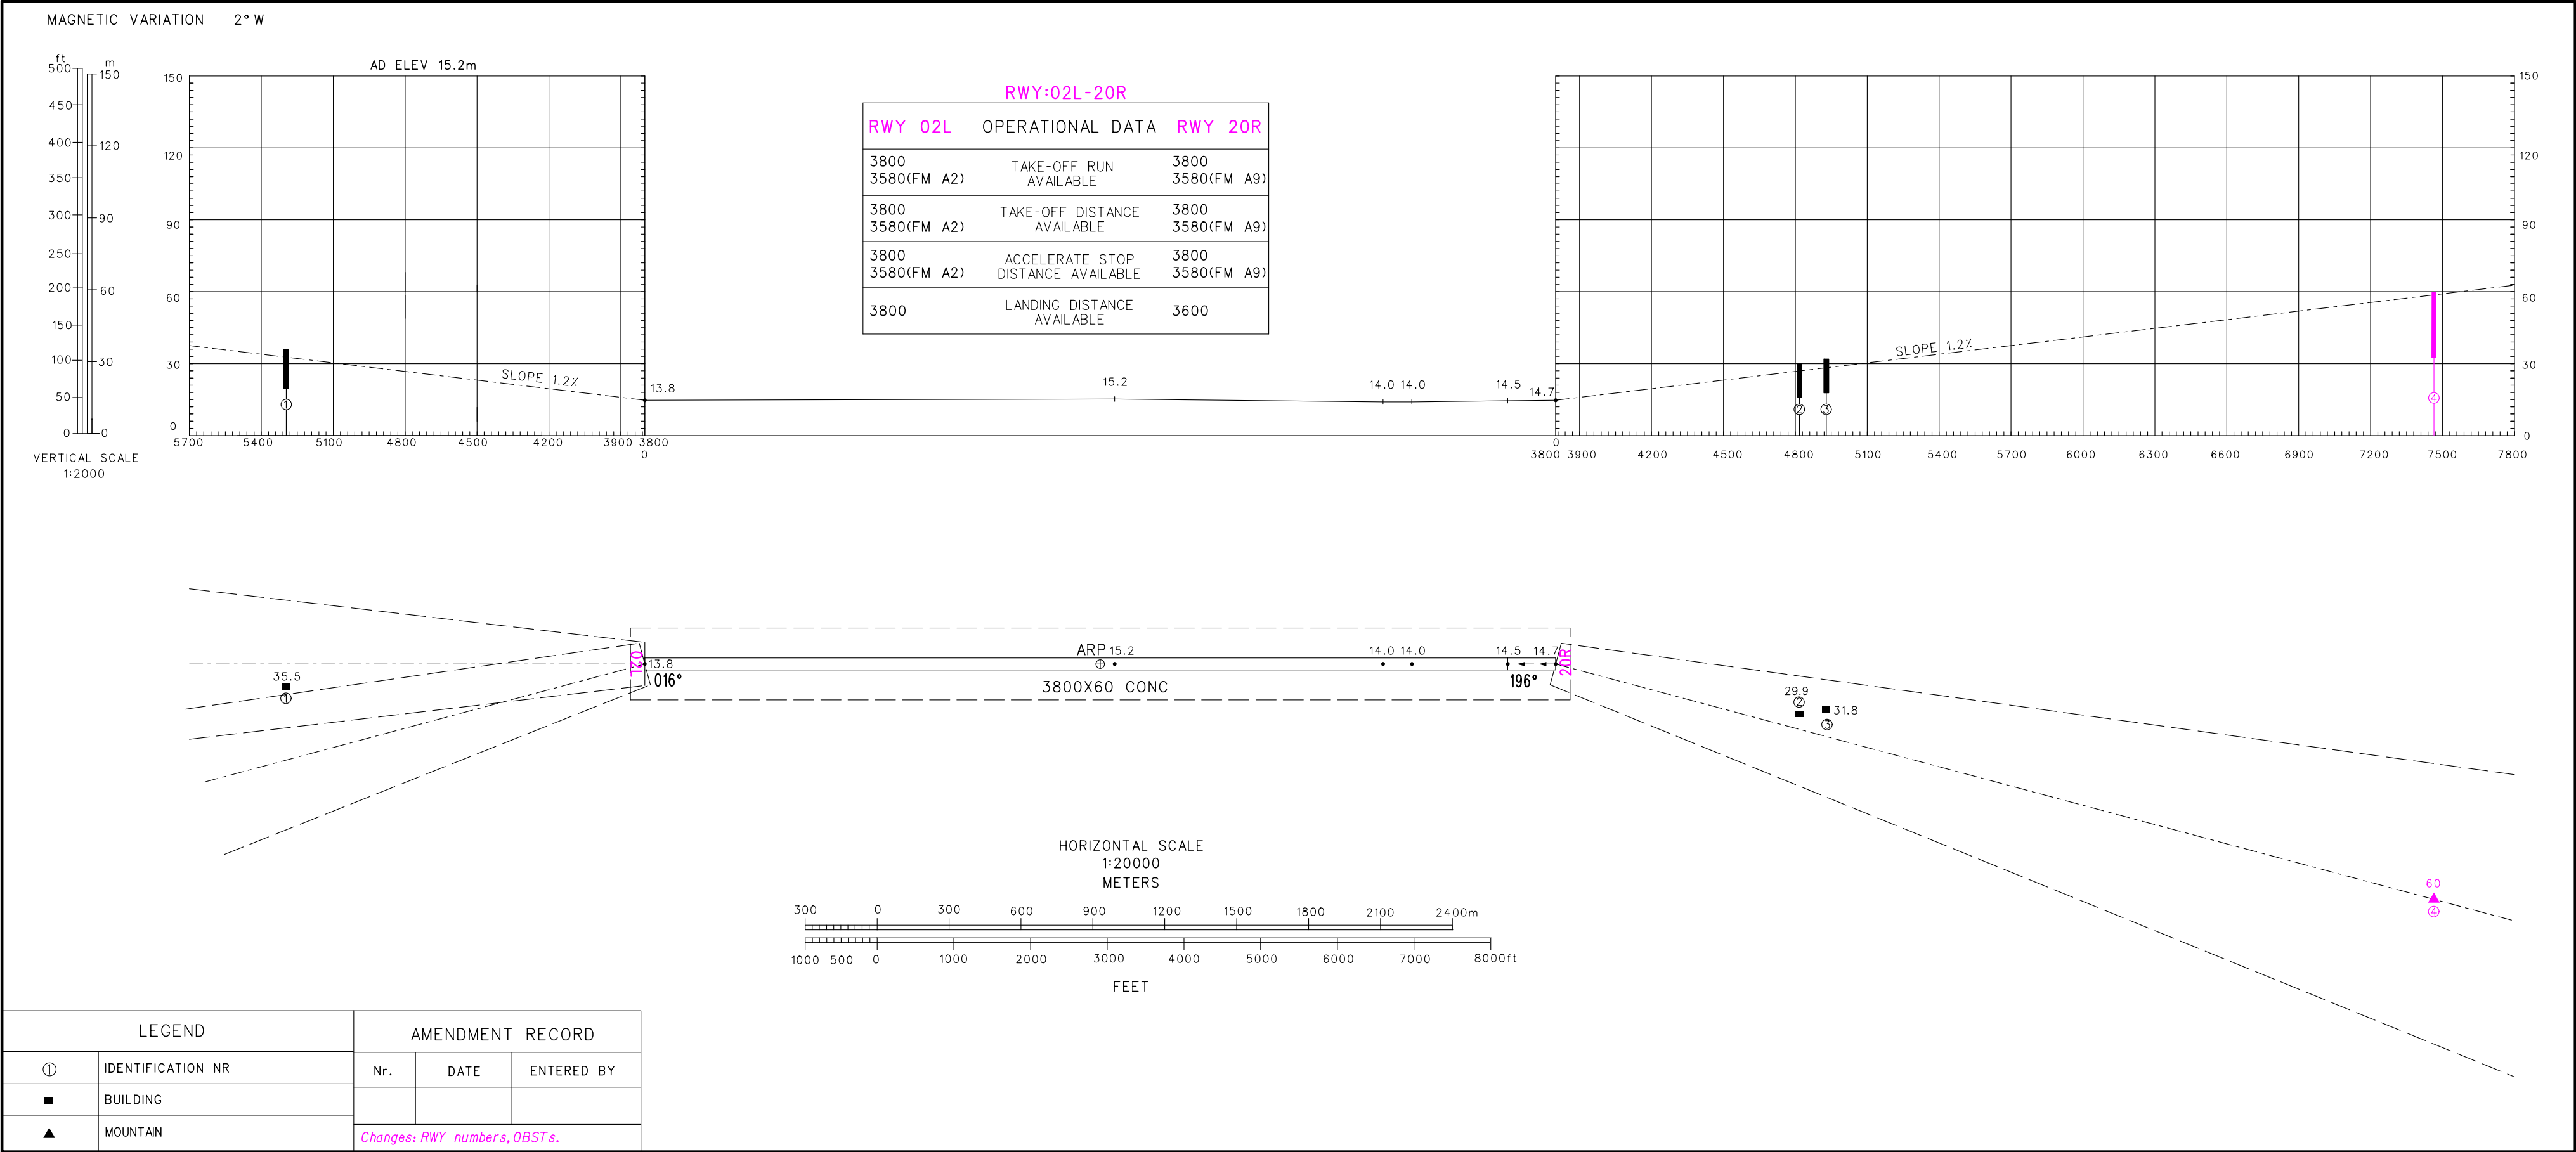 MAGNETIC VARIATION 2° W
ft
m
500
450
400
350
300
250
200
150
100
50
0
150
120
90
60
30
0
VERTICAL SCALE
1:2000
AD ELEV 15.2m
150
120
90
60
30
0
5700 5400 5100 4800 4500 4200 3900 3800
0
SLOPE 1.2%
①
13.8
15.2
14.0 14.0
14.5
14.7
RWY:02L-20R
RWY 02L OPERATIONAL DATA RWY 20R
3800 TAKE-OFF RUN 3800
3580(FM A2) AVAILABLE 3580(FM A9)
3800 TAKE-OFF DISTANCE 3800
3580(FM A2) AVAILABLE 3580(FM A9)
3800 ACCELERATE STOP 3800
3580(FM A2) DISTANCE AVAILABLE 3580(FM A9)
3800 LANDING DISTANCE AVAILABLE 3600
SLOPE 1.2%
② ③ ④
150
120
90
60
30
0
0
3800 3900 4200 4500 4800 5100 5400 5700 6000 6300 6600 6900 7200 7500 7800
35.5
①
02L
13.8
016°
ARP 15.2
3800X60 CONC
14.0 14.0
14.5 14.7
196°
20R
29.9
②
31.8
③
60
④
HORIZONTAL SCALE
1:20000
METERS
300 0 300 600 900 1200 1500 1800 2100 2400m
1000 500 0 1000 2000 3000 4000 5000 6000 7000 8000ft
FEET
LEGEND
① IDENTIFICATION NR
BUILDING
MOUNTAIN
AMENDMENT RECORD
Nr. DATE ENTERED BY
Changes: RWY numbers,OBSTs.